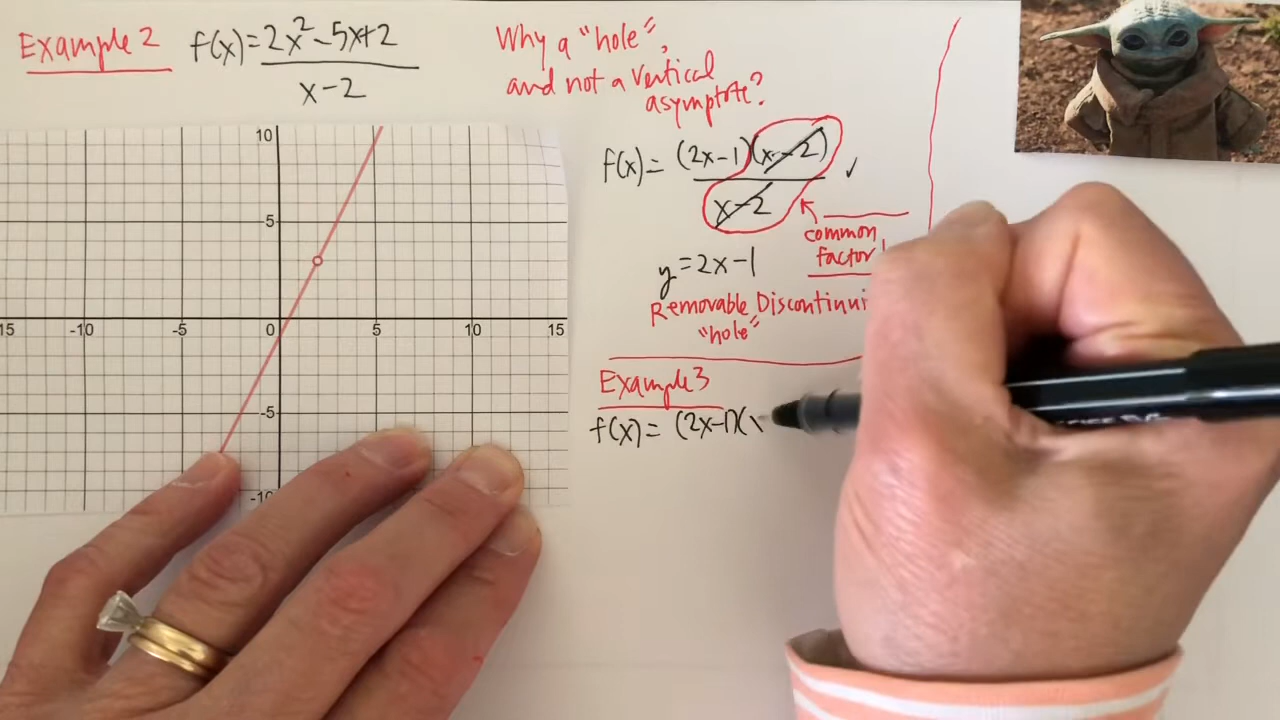 Example 2
f(x)=2x²-5x+2
x-2
10
5
-15 -10 -5 0 5 10 15
-5
-10
Why a "hole",
and not a vertical
asymptote?
f(x)= (2x-1)(x-2) ✓
x-2
common
factor!
y=2x-1
Removable Discontinui
"hole"
Example 3
f(x)= (2x-1)(